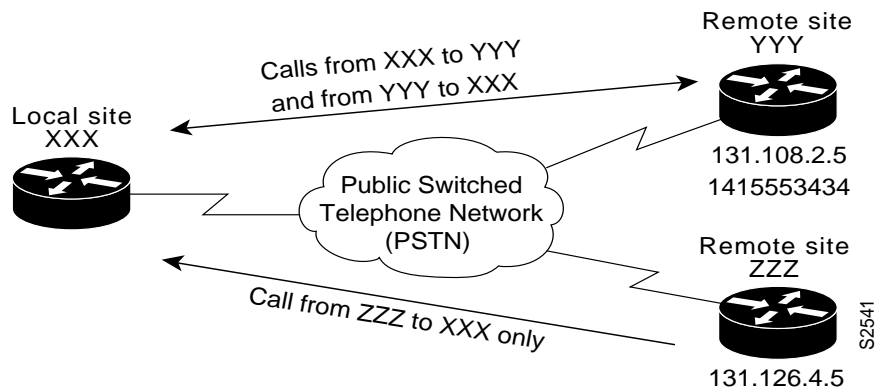 Remote site
YYY
Calls from XXX to YYY
and from YYY to XXX
Local site
XXX
131.108.2.5
1415553434
Public Switched
Telephone Network
(PSTN)
Remote site
ZZZ
Call from ZZZ to XXX only
131.126.4.5
S2541